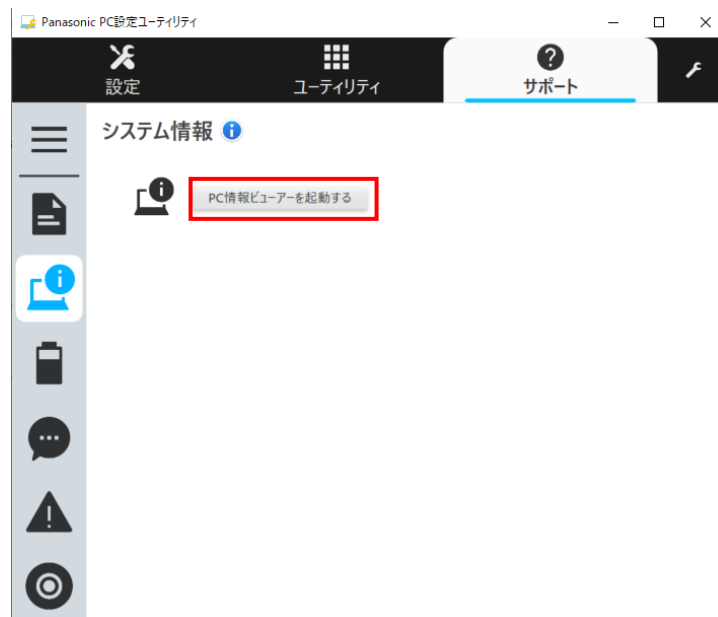 Panasonic PC設定ユーティリティ
設定
ユーティリティ
サポート
システム情報
PC情報ビューアーを起動する